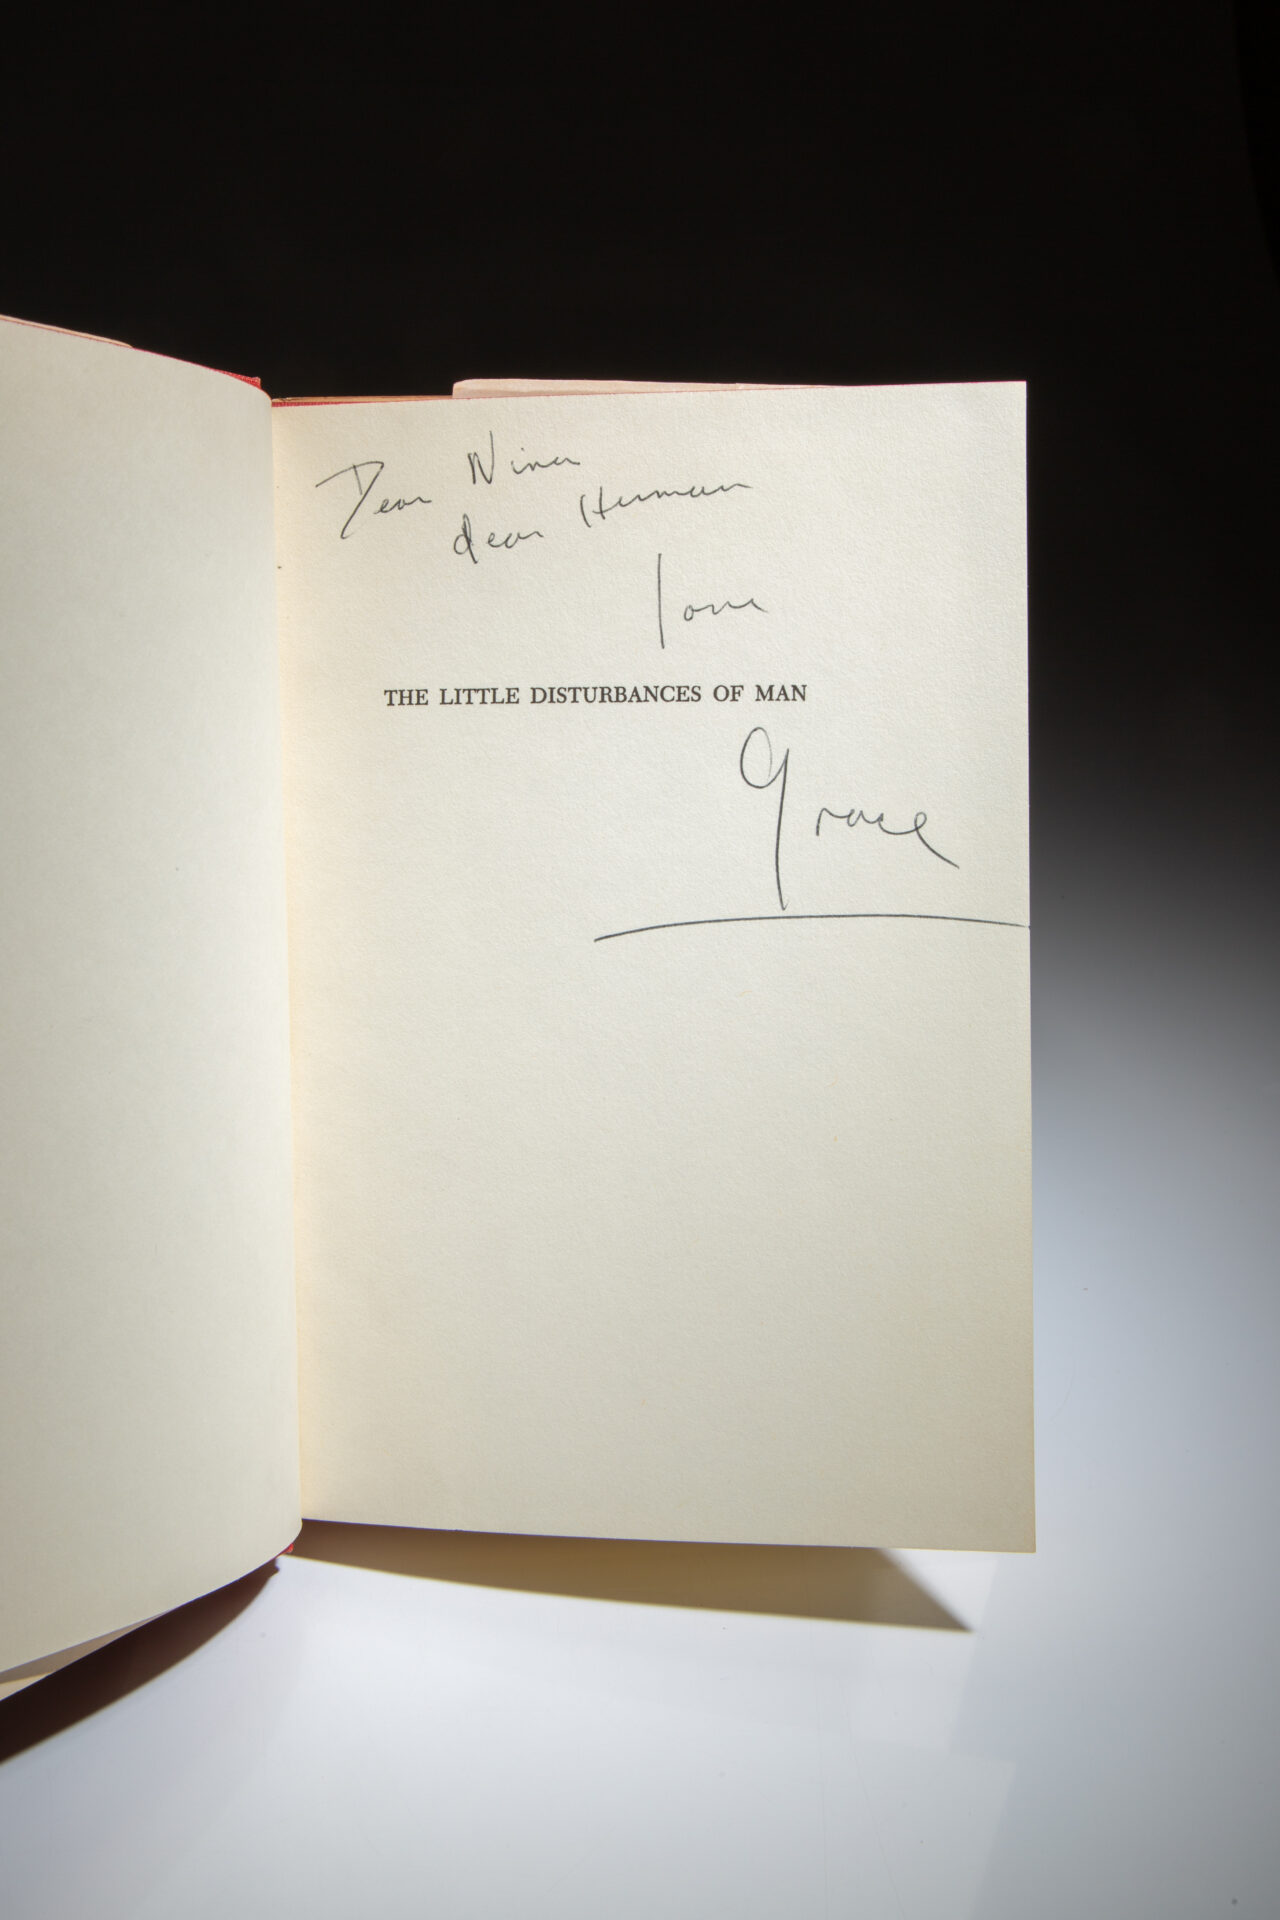 Dear Nina
dear Herman
love
THE LITTLE DISTURBANCES OF MAN
Grace